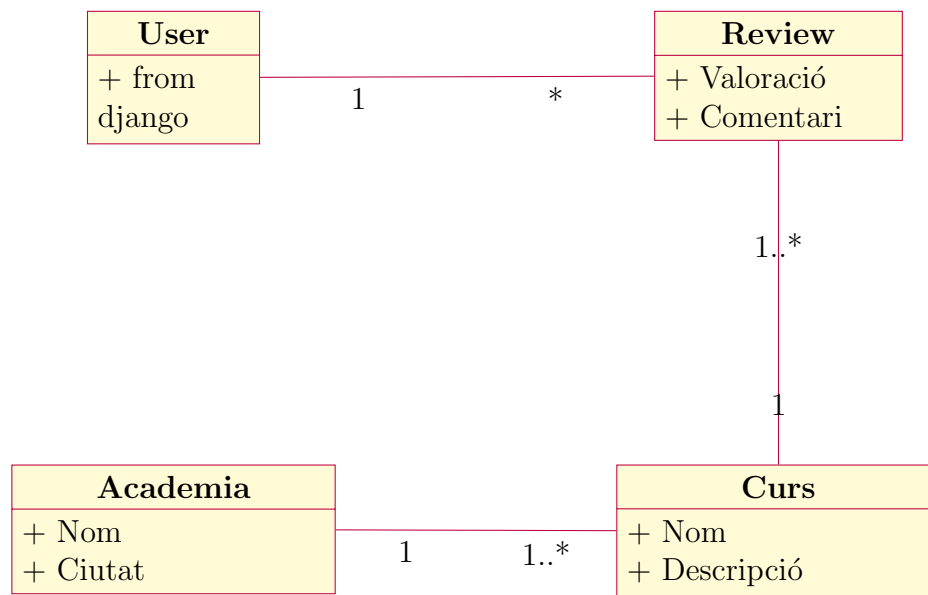 User
+ from
django
Review
+ Valoració
+ Comentari
1
*
1..*
1
Academia
+ Nom
+ Ciutat
1
1..*
Curs
+ Nom
+ Descripció